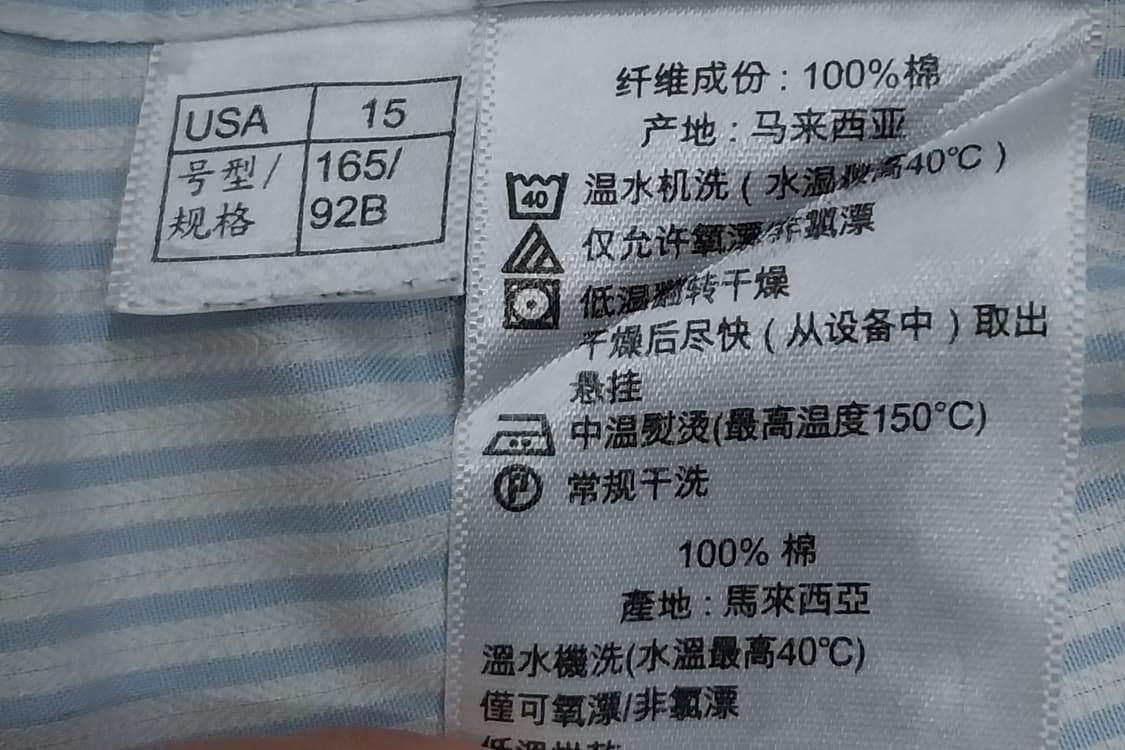 USA 15
号型/ 165/
规格 92B
纤维成份 : 100%棉
产地 : 马来西亚
40
温水机洗 ( 水温最高40℃ )
仅允许氧漂/非氯漂
低温翻转干燥
干燥后尽快 ( 从设备中 ) 取出
悬挂
中温熨烫(最高温度150°C)
P
常规干洗
100% 棉
產地 : 馬來西亞
溫水機洗(水溫最高40℃)
僅可氧漂/非氯漂